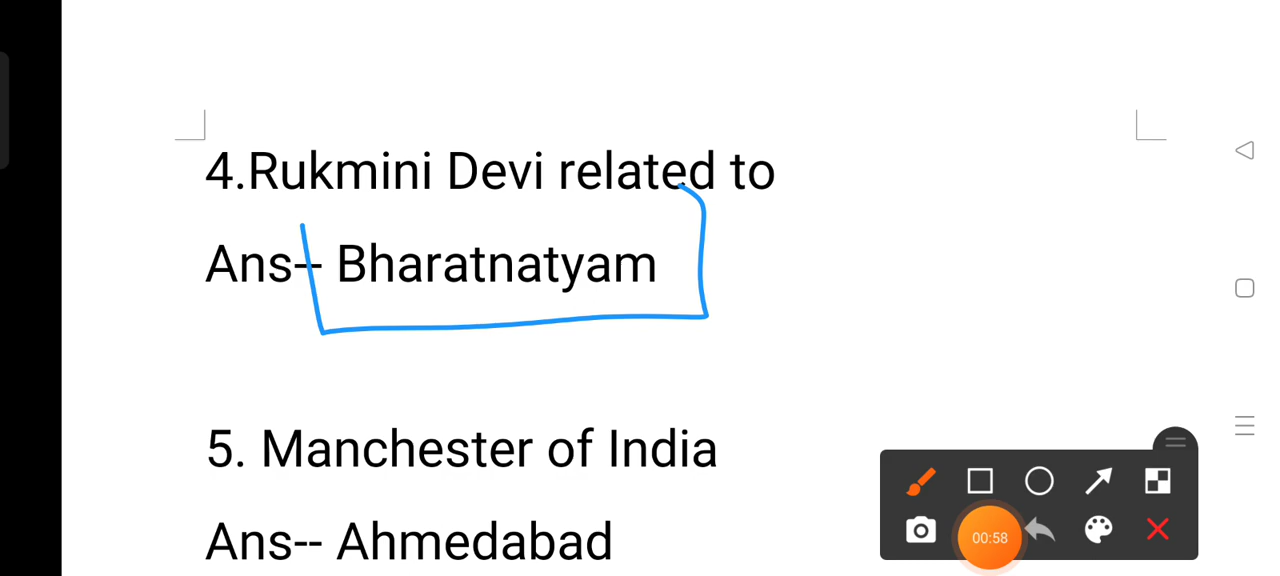 4.Rukmini Devi related to
Ans-- Bharatnatyam
5. Manchester of India
Ans-- Ahmedabad
00:58